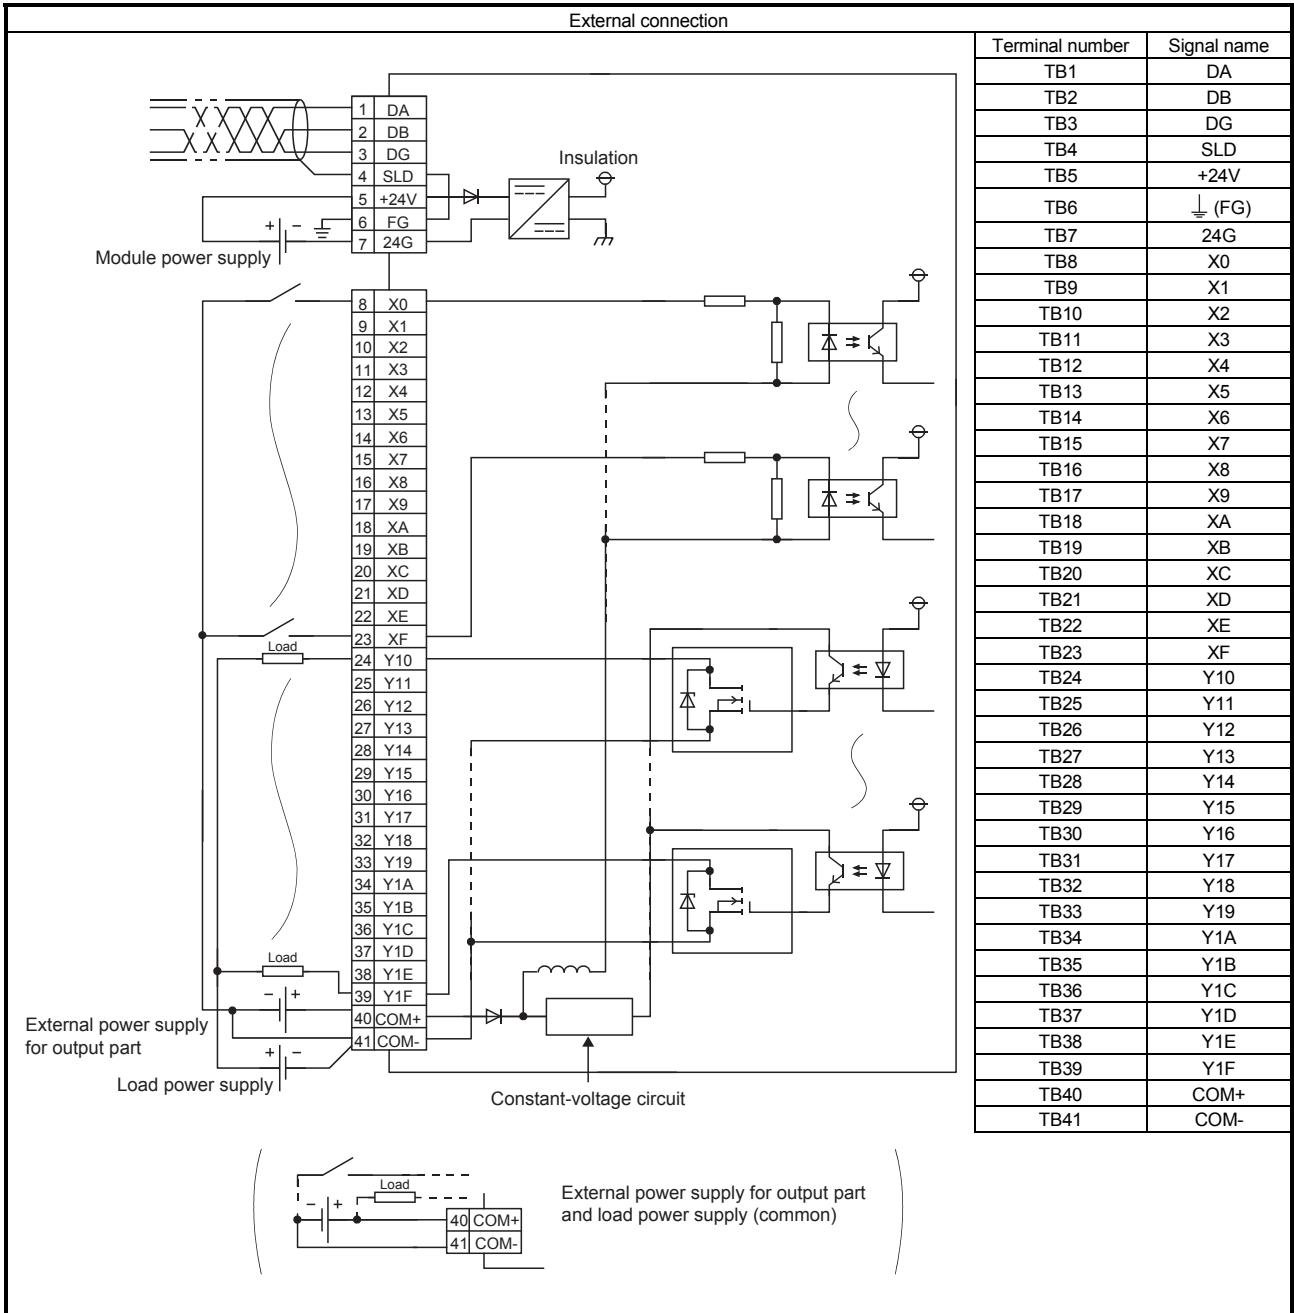 External connection
Terminal number Signal name
TB1 DA
TB2 DB
TB3 DG
TB4 SLD
TB5 +24V
TB6 ⏚ (FG)
TB7 24G
TB8 X0
TB9 X1
TB10 X2
TB11 X3
TB12 X4
TB13 X5
TB14 X6
TB15 X7
TB16 X8
TB17 X9
TB18 XA
TB19 XB
TB20 XC
TB21 XD
TB22 XE
TB23 XF
TB24 Y10
TB25 Y11
TB26 Y12
TB27 Y13
TB28 Y14
TB29 Y15
TB30 Y16
TB31 Y17
TB32 Y18
TB33 Y19
TB34 Y1A
TB35 Y1B
TB36 Y1C
TB37 Y1D
TB38 Y1E
TB39 Y1F
TB40 COM+
TB41 COM-
1 DA
2 DB
3 DG
4 SLD
5 +24V
6 FG
7 24G
Insulation
+ −
Module power supply
8 X0
9 X1
10 X2
11 X3
12 X4
13 X5
14 X6
15 X7
16 X8
17 X9
18 XA
19 XB
20 XC
21 XD
22 XE
23 XF
Load
24 Y10
25 Y11
26 Y12
27 Y13
28 Y14
29 Y15
30 Y16
31 Y17
32 Y18
33 Y19
34 Y1A
35 Y1B
36 Y1C
37 Y1D
Load
38 Y1E
39 Y1F
− +
40 COM+
41 COM-
External power supply
for output part
+ −
Load power supply
Constant-voltage circuit
Load
− +
40 COM+
41 COM-
External power supply for output part
and load power supply (common)